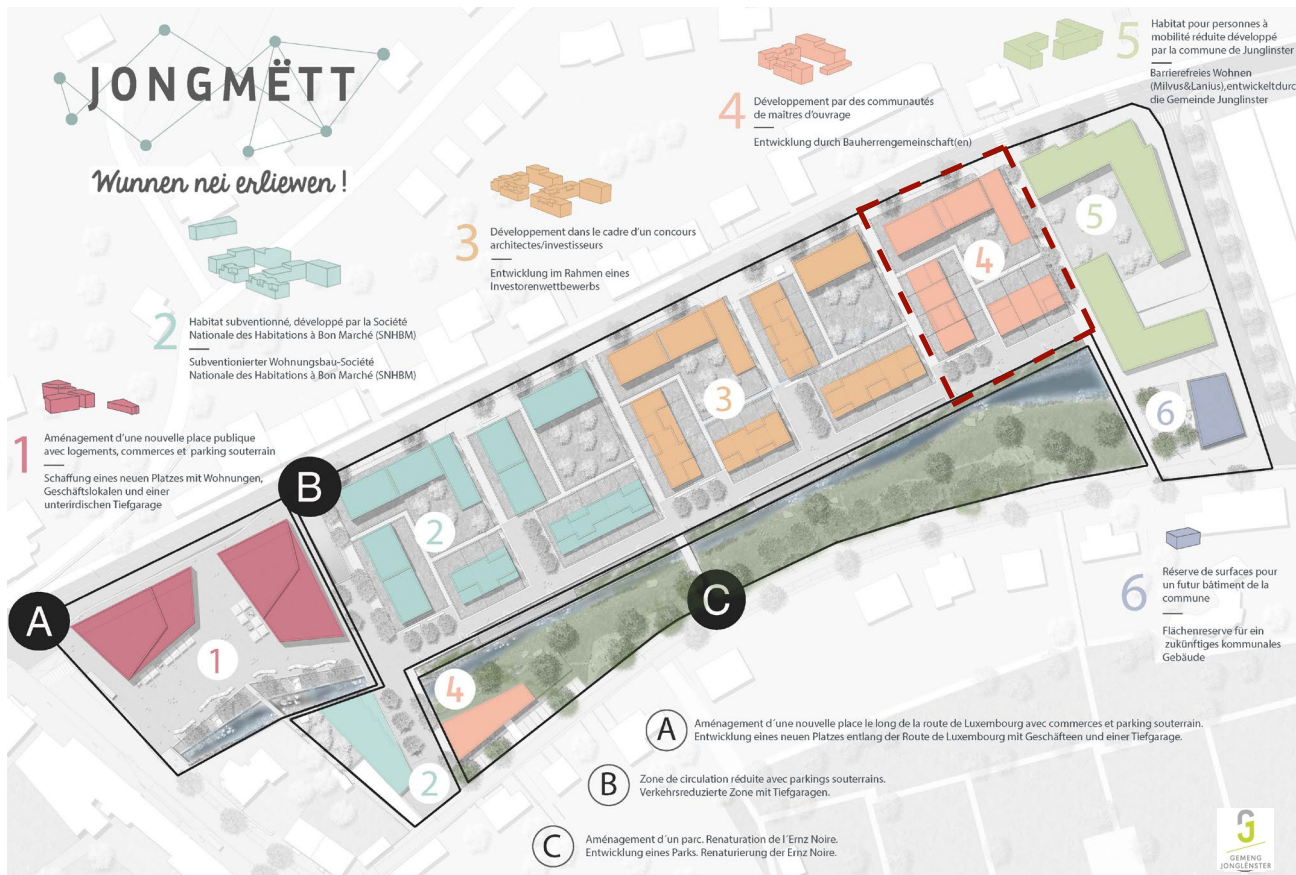 JONGMËTT
Wunnen nei erliewen !
1
Aménagement d'une nouvelle place publique
avec logements, commerces et parking souterrain
Schaffung eines neuen Platzes mit Wohnungen,
Geschäftslokalen und einer
unterirdischen Tiefgarage
2
Habitat subventionné, développé par la Société
Nationale des Habitations à Bon Marché (SNHBM)
Subventionierter Wohnungsbau-Société
Nationale des Habitations à Bon Marché (SNHBM)
3
Développement dans le cadre d'un concours
architectes/investisseurs
Entwicklung im Rahmen eines
Investorenwettbewerbs
4
Développement par des communautés
de maîtres d'ouvrage
Entwicklung durch Bauherrengemeinschaft(en)
5
Habitat pour personnes à
mobilité réduite développé
par la commune de Junglinster
Barrierefreies Wohnen
(Milvus&Lanius),entwickeltdurc
die Gemeinde Junglinster
6
Réserve de surfaces pour
un futur bâtiment de la
commune
Flächenreserve für ein
zukünftiges kommunales
Gebäude
5
4
3
6
2
B
A
C
1
4
2
A
Aménagement d´une nouvelle place le long de la route de Luxembourg avec commerces et parking souterrain.
Entwicklung eines neuen Platzes entlang der Route de Luxembourg mit Geschäfteen und einer Tiefgarage.
B
Zone de circulation réduite avec parkings souterrains.
Verkehrsreduzierte Zone mit Tiefgaragen.
C
Aménagement d´un parc. Renaturation de l´Ernz Noire.
Entwicklung eines Parks. Renaturierung der Ernz Noire.
GEMENG
JONGLËNSTER